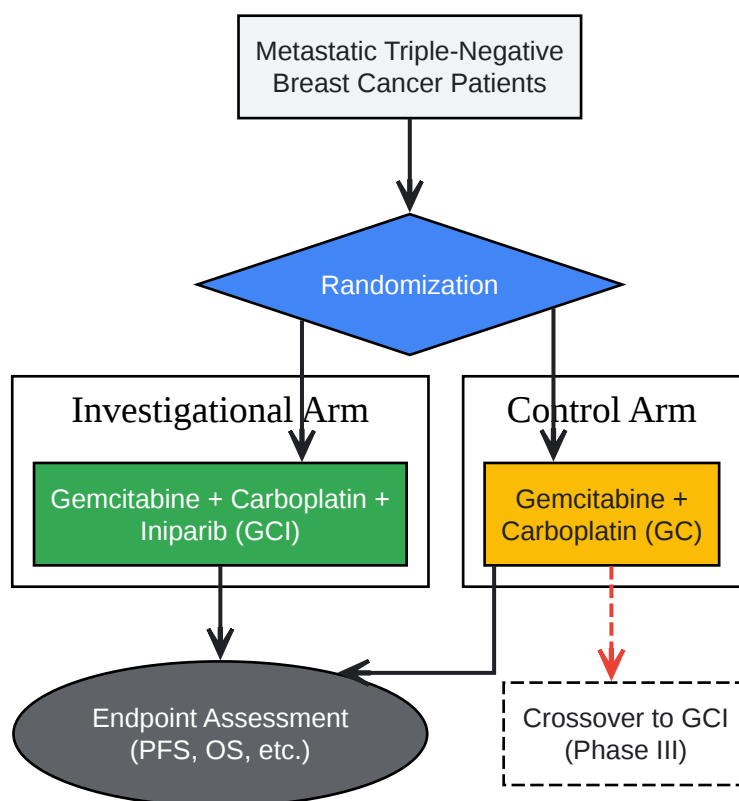 Metastatic Triple-Negative
Breast Cancer Patients
Randomization
Investigational Arm
Control Arm
Gemcitabine + Carboplatin +
Iniparib (GCI)
Gemcitabine +
Carboplatin (GC)
Endpoint Assessment
(PFS, OS, etc.)
Crossover to GCI
(Phase III)